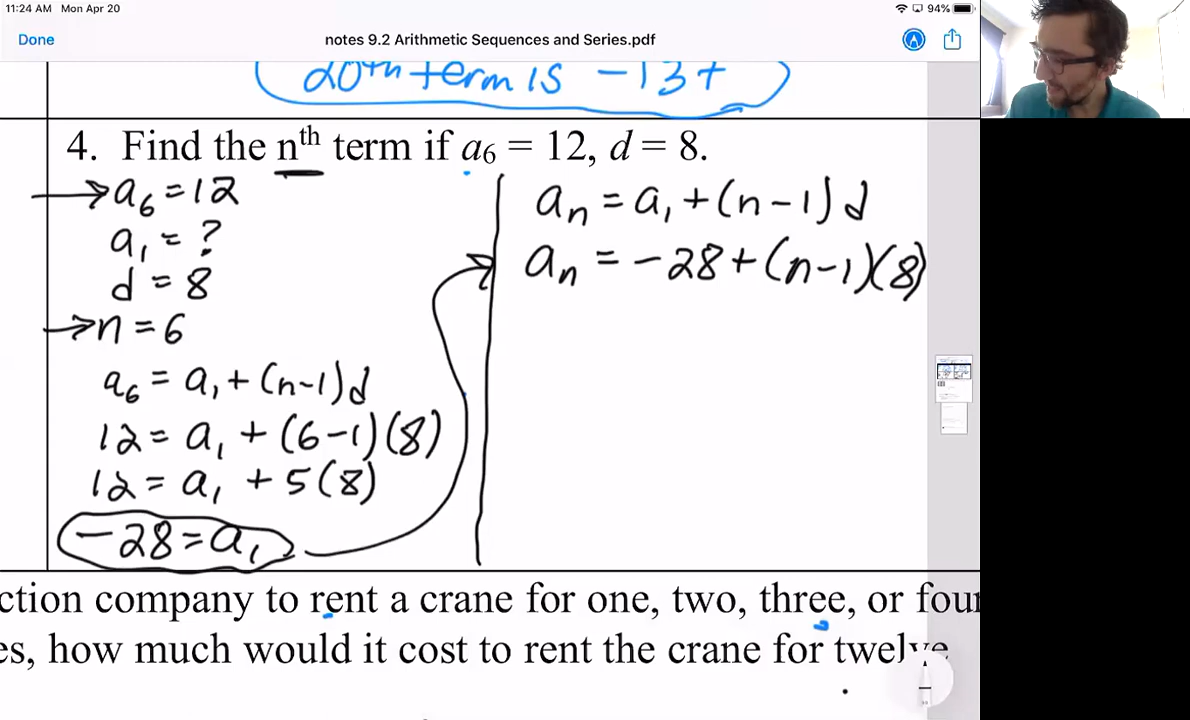 11:24 AM Mon Apr 20
94%
Done
notes 9.2 Arithmetic Sequences and Series.pdf
20th term is -137
4. Find the nth term if a6 = 12, d = 8.
a6 = 12
a1 = ?
d = 8
n = 6
a6 = a1 + (n-1)d
12 = a1 + (6-1)(8)
12 = a1 + 5(8)
-28 = a1
an = a1 + (n-1)d
an = -28 + (n-1)(8)
ction company to rent a crane for one, two, three, or four
es, how much would it cost to rent the crane for twelve